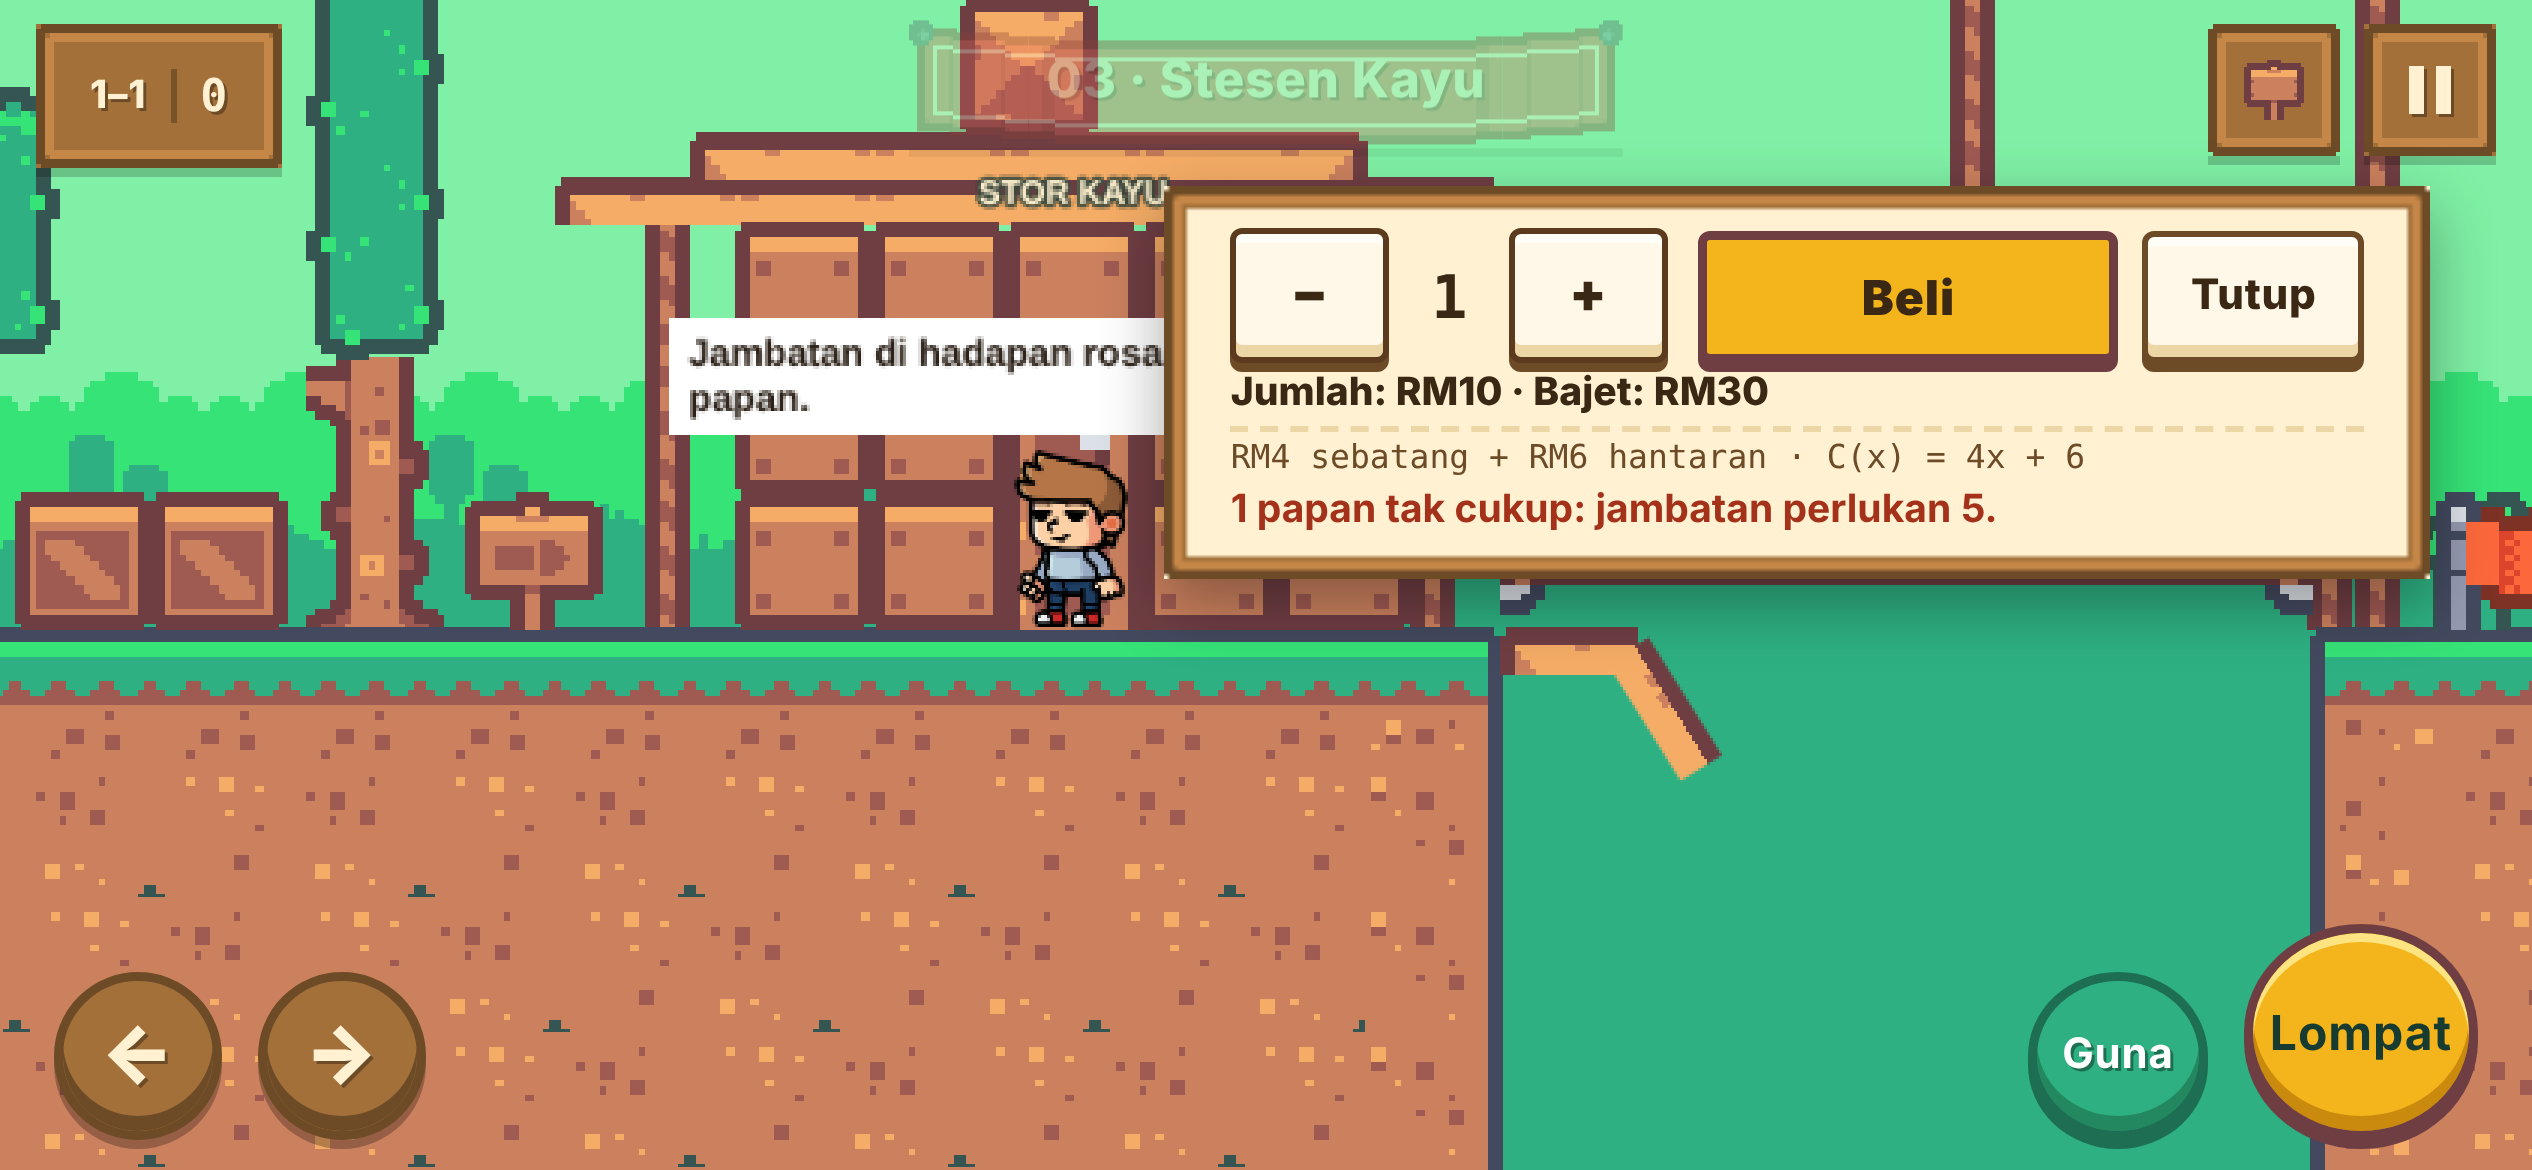 1–1 | 0
03 · Stesen Kayu
STOR KAYU
− 1 + Beli Tutup
Jumlah: RM10 · Bajet: RM30
RM4 sebatang + RM6 hantaran · C(x) = 4x + 6
1 papan tak cukup: jambatan perlukan 5.
Jambatan di hadapan rosa
papan.
Guna
Lompat